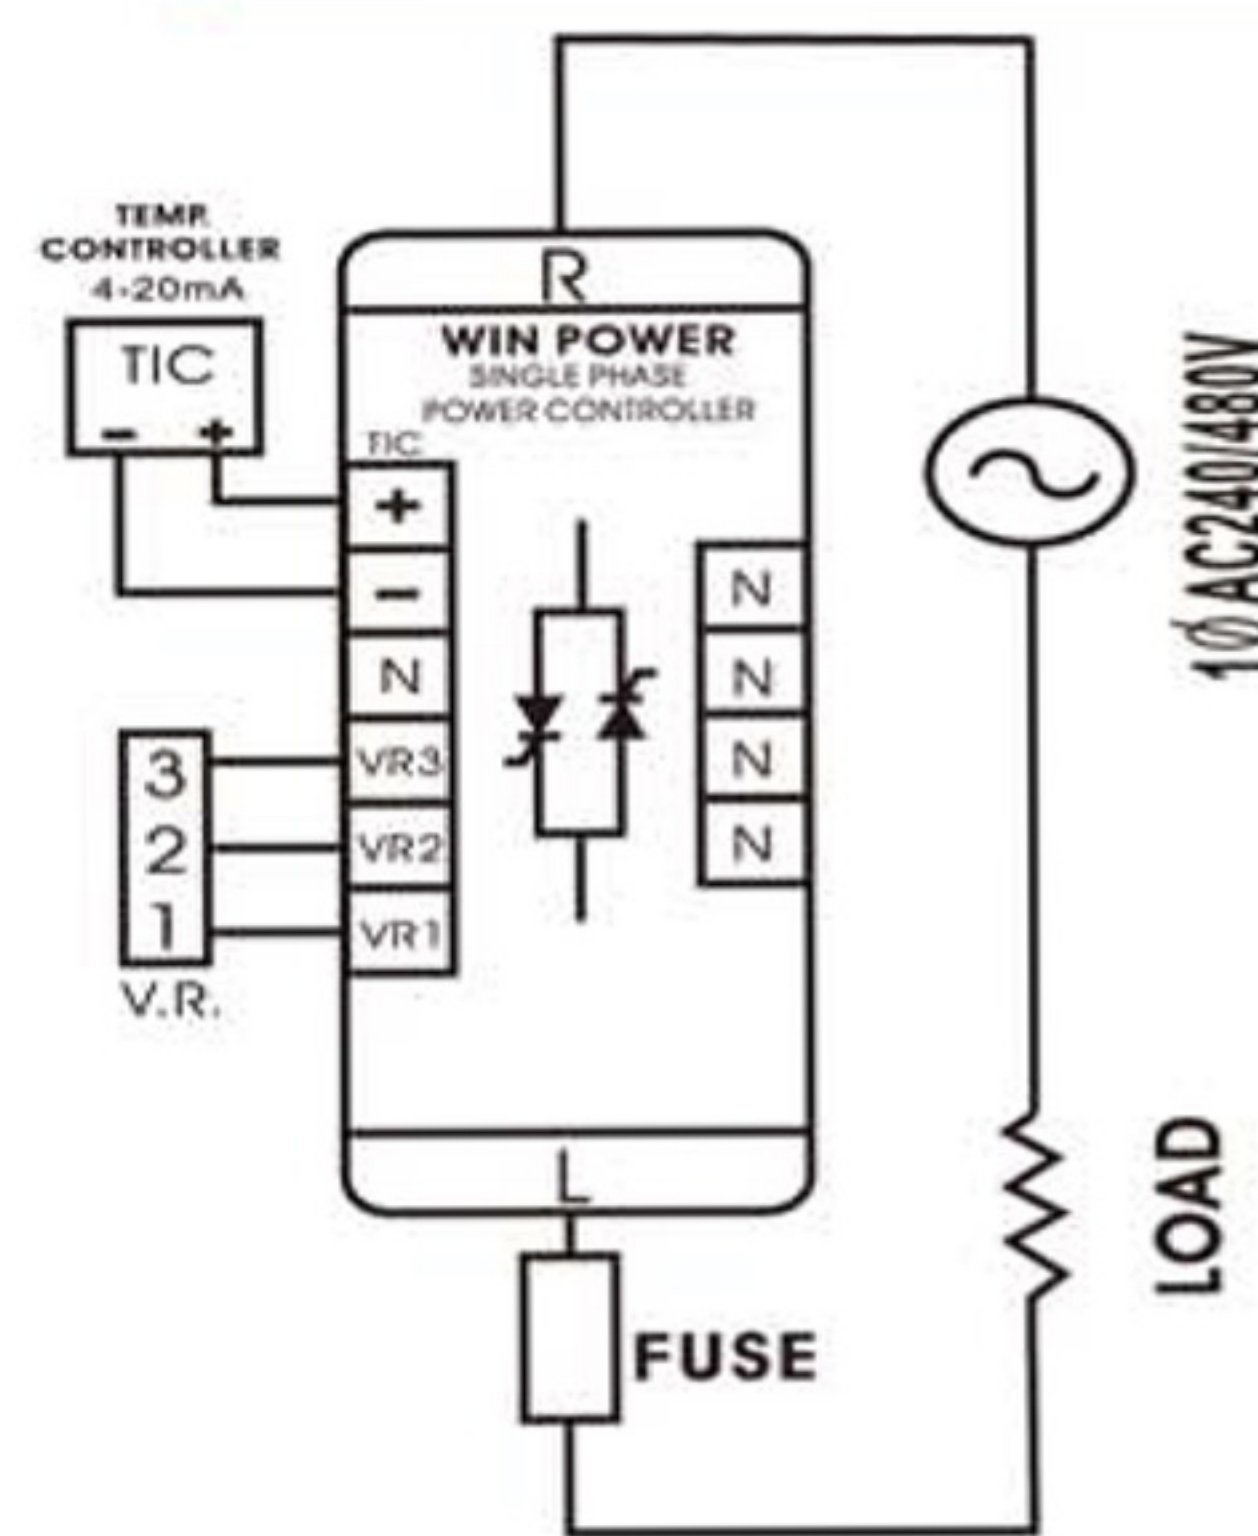 TEMP.
CONTROLLER
4-20mA
TIC
- +
R
WIN POWER
SINGLE PHASE
POWER CONTROLLER
TIC
+
-
N
VR3
VR2
VR1
3
2
1
V.R.
N
N
N
N
1Ø AC240/480V
LOAD
L
FUSE